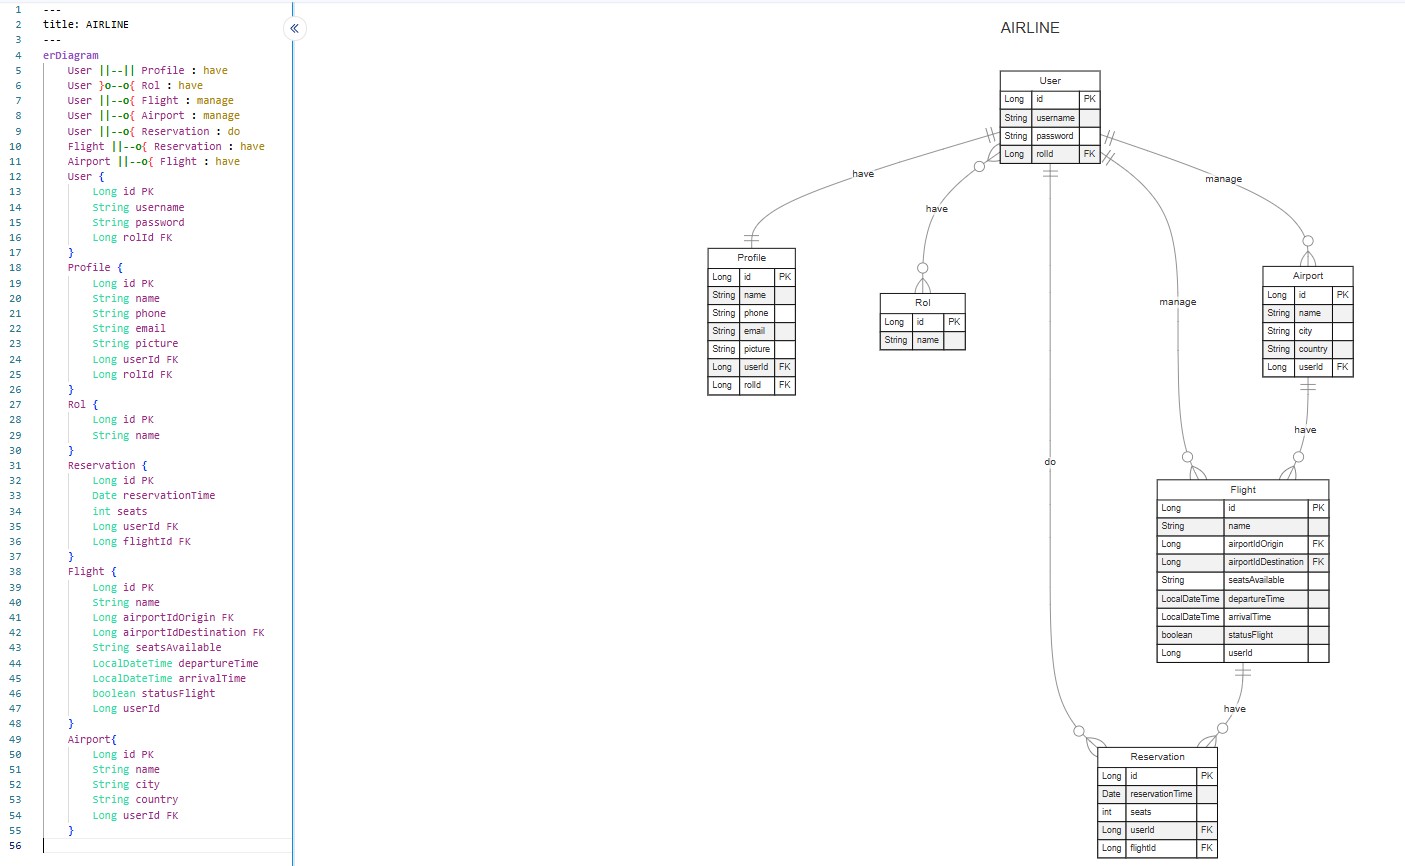 1 ---
2 title: AIRLINE
3 ---
4 erDiagram
5 User ||--|| Profile : have
6 User }o--o{ Rol : have
7 User ||--o{ Flight : manage
8 User ||--o{ Airport : manage
9 User ||--o{ Reservation : do
10 Flight ||--o{ Reservation : have
11 Airport ||--o{ Flight : have
12 User {
13 Long id PK
14 String username
15 String password
16 Long rolId FK
17 }
18 Profile {
19 Long id PK
20 String name
21 String phone
22 String email
23 String picture
24 Long userId FK
25 Long rolId FK
26 }
27 Rol {
28 Long id PK
29 String name
30 }
31 Reservation {
32 Long id PK
33 Date reservationTime
34 int seats
35 Long userId FK
36 Long flightId FK
37 }
38 Flight {
39 Long id PK
40 String name
41 Long airportIdOrigin FK
42 Long airportIdDestination FK
43 String seatsAvailable
44 LocalDateTime departureTime
45 LocalDateTime arrivalTime
46 boolean statusFlight
47 Long userId
48 }
49 Airport{
50 Long id PK
51 String name
52 String city
53 String country
54 Long userId FK
55 }
56
«
AIRLINE
User
Long id PK
String username
String password
Long rolId FK
have
have
manage
manage
do
have
have
Profile
Long id PK
String name
String phone
String email
String picture
Long userId FK
Long rolId FK
Rol
Long id PK
String name
Airport
Long id PK
String name
String city
String country
Long userId FK
Flight
Long id PK
String name
Long airportIdOrigin FK
Long airportIdDestination FK
String seatsAvailable
LocalDateTime departureTime
LocalDateTime arrivalTime
boolean statusFlight
Long userId
Reservation
Long id PK
Date reservationTime
int seats
Long userId FK
Long flightId FK